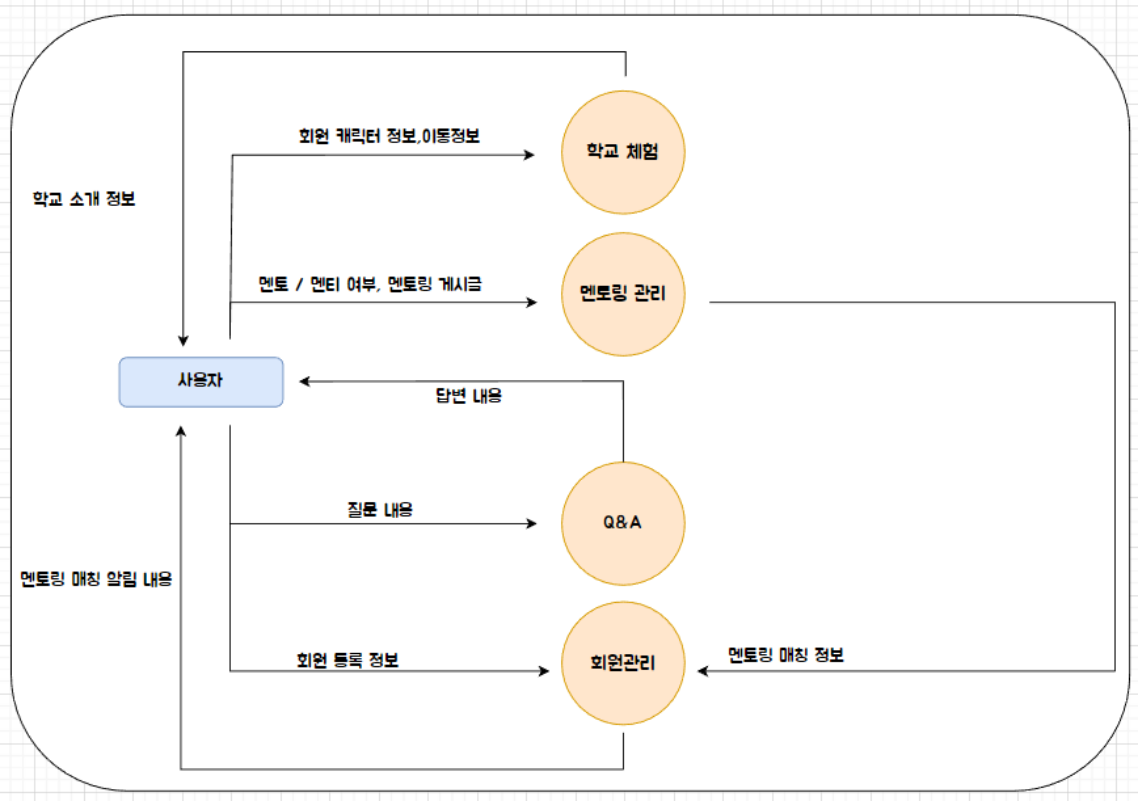 회원 캐릭터 정보,이동정보
학교 체험
학교 소개 정보
멘토 / 멘티 여부, 멘토링 게시글
멘토링 관리
사용자
답변 내용
질문 내용
Q&A
멘토링 매칭 알림 내용
회원 등록 정보
회원관리
멘토링 매칭 정보